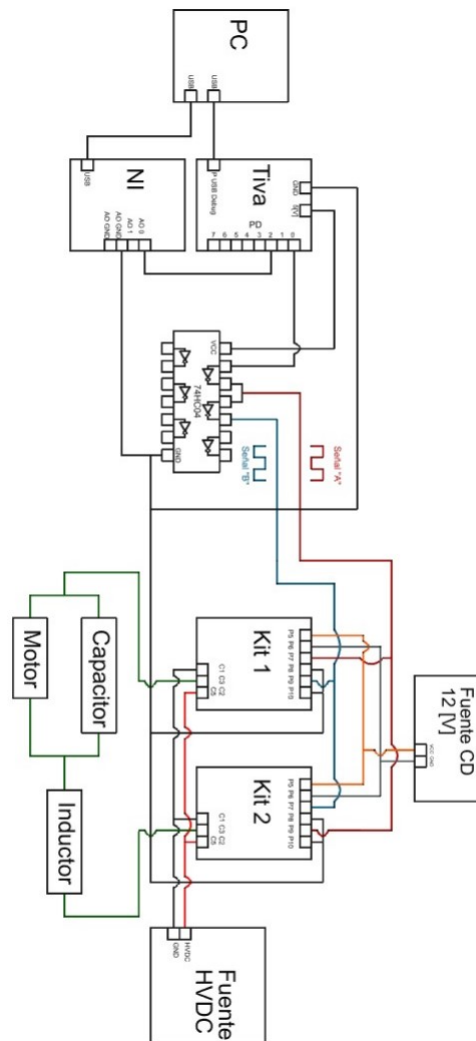 PC
USB
USB
Tiva
GND
3[V]
P USB Debug
PD
7 6 5 4 3 2 1 0
NI
USB
AO 0
AO 1
AO GND
AO GND
VCC
74HC04
GND
Señal "A"
Señal "B"
Fuente CD
12 [V]
VCC GND
Kit 1
P5 P6 P7 P8 P9 P10
C1 C3 C2
C5
Kit 2
P5 P6 P7 P8 P9 P10
C1 C3 C2
C5
Capacitor
Motor
Inductor
Fuente
HVDC
HVDC
GND